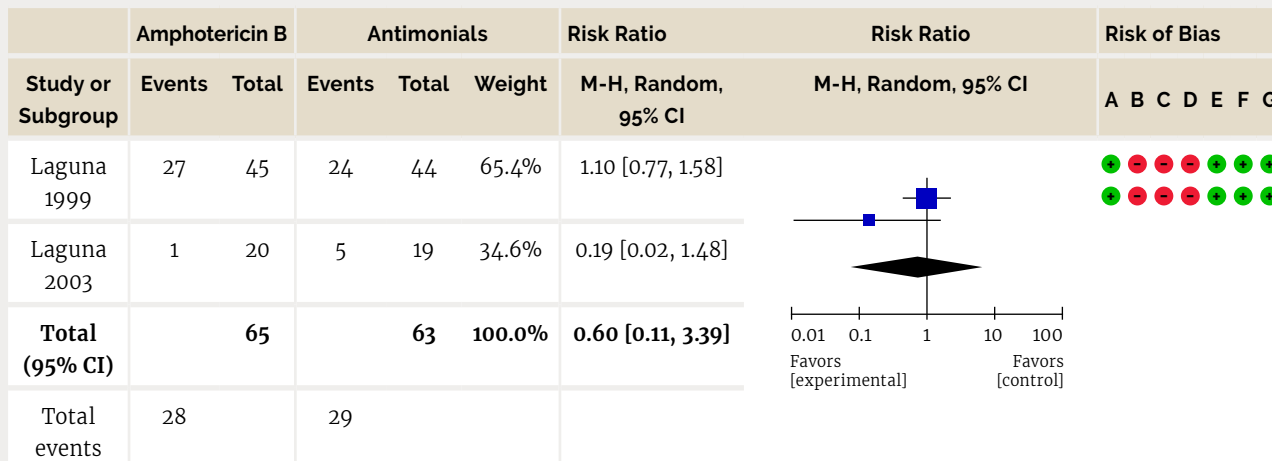 Amphotericin B Antimonials Risk Ratio Risk Ratio Risk of Bias
Study or Events Total Events Total Weight M-H, Random, M-H, Random, 95% CI
Subgroup 95% CI A B C D E F G
Laguna 27 45 24 44 65.4% 1.10 [0.77, 1.58] + - - - + + +
1999
+ - - - + + +
Laguna 1 20 5 19 34.6% 0.19 [0.02, 1.48]
2003
Total 65 63 100.0% 0.60 [0.11, 3.39]
(95% CI)
0.01 0.1 1 10 100
Favors Favors
[experimental] [control]
Total 28 29
events